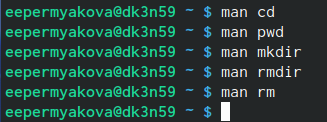 eepermyakova@dk3n59 ~ $ man cd
eepermyakova@dk3n59 ~ $ man pwd
eepermyakova@dk3n59 ~ $ man mkdir
eepermyakova@dk3n59 ~ $ man rmdir
eepermyakova@dk3n59 ~ $ man rm
eepermyakova@dk3n59 ~ $